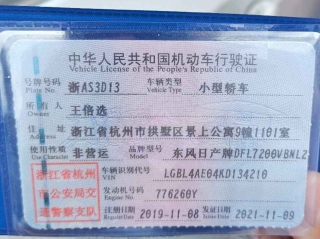 中华人民共和国机动车行驶证
Vehicle License of the People's Republic of China
号牌号码 浙AS3D13 车辆类型 小型轿车
Plate No. Vehicle Type
所有人 王俻选
Owner
住址 浙江省杭州市拱墅区景上公寓9幢1101室
Address
使用性质 非营运 品牌型号 东风日产牌DFL7200VBNL2
Use Character Model
浙江省杭州市公安局交通警察支队
车辆识别代号 LGBL4AE04KD134210
VIN
发动机号码 776260Y
Engine No.
注册日期 2019-11-08 发证日期 2021-11-09
Register Date Issue Date